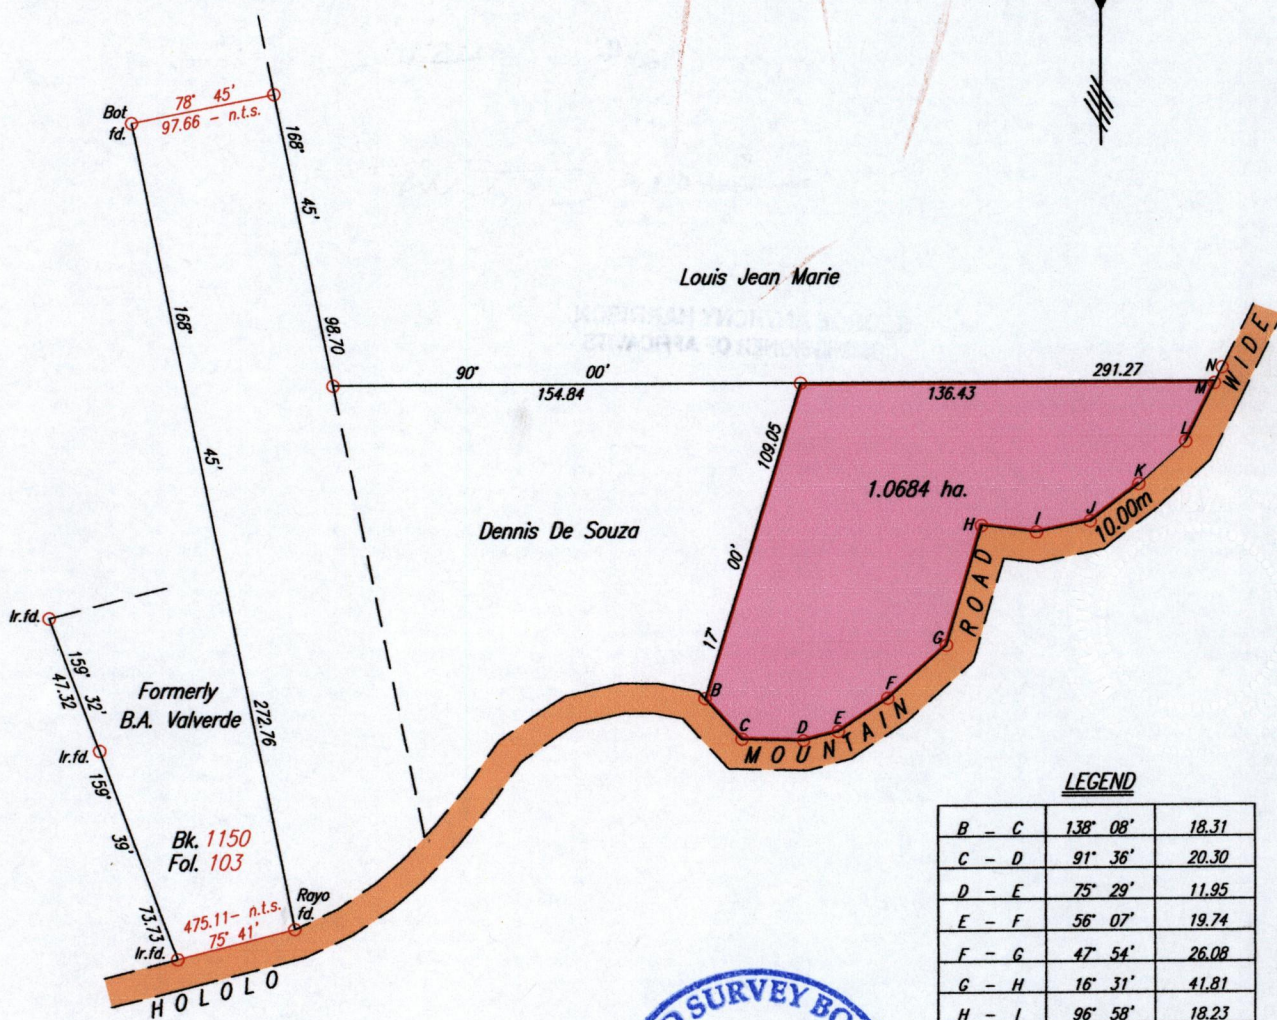 Bot
fd.
78° 45'
97.66 - n.t.s.
168°
45'
98.70
168°
45'
272.76
Louis Jean Marie
90° 00'
154.84
136.43
291.27
N
M
L
K
J
I
H
G
F
E
D
C
B
WIDE
10.00m
1.0684 ha.
109.05
00'
17°
Dennis De Souza
ROAD
MOUNTAIN
HOLOLO
Ir.fd.
159° 32'
47.32
Formerly
B.A. Valverde
Ir.fd.
159°
39'
73.73
Bk. 1150
Fol. 103
Rayo
fd.
475.11- n.t.s.
75° 41'
Ir.fd.
LEGEND
B - C 138° 08' 18.31
C - D 91° 36' 20.30
D - E 75° 29' 11.95
E - F 56° 07' 19.74
F - G 47° 54' 26.08
G - H 16° 31' 41.81
H - I 96° 58' 18.23
SURVEY BO